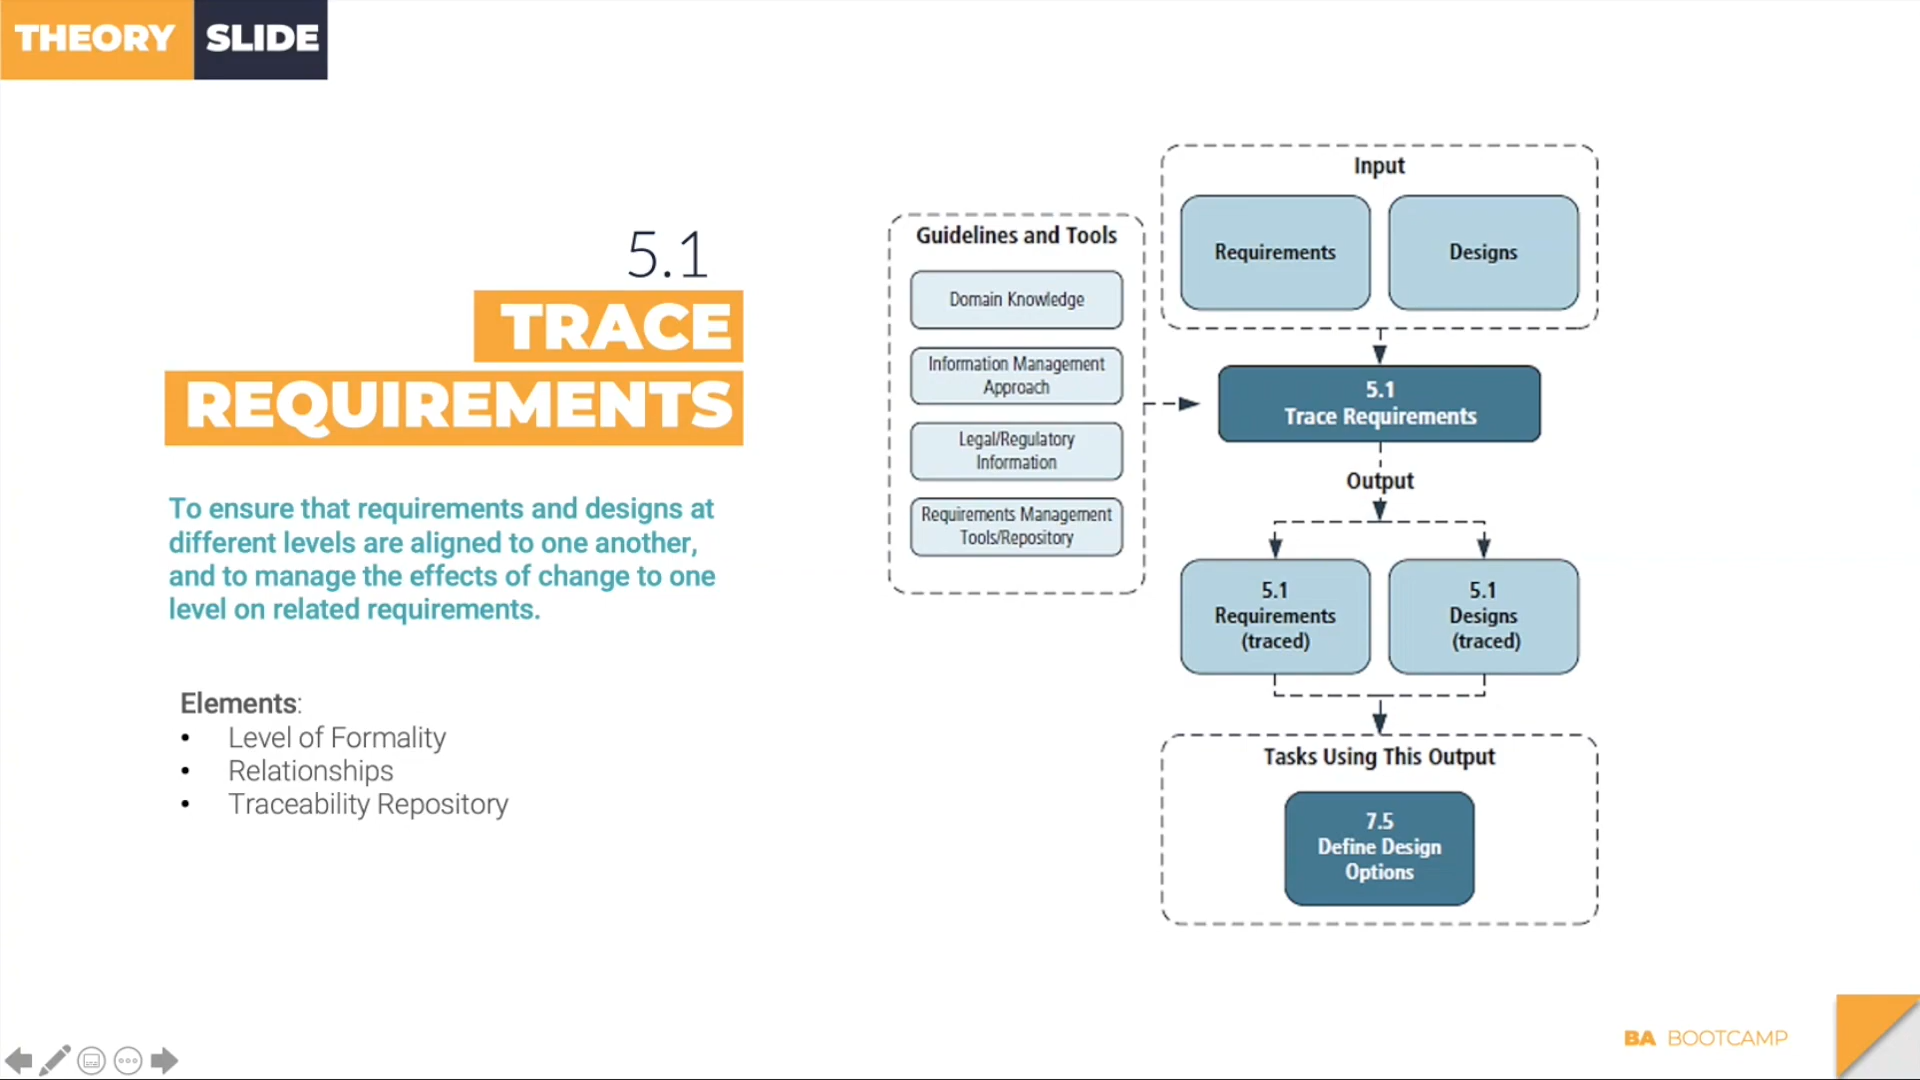 THEORY SLIDE
5.1
TRACE
REQUIREMENTS
To ensure that requirements and designs at
different levels are aligned to one another,
and to manage the effects of change to one
level on related requirements.
Elements:
• Level of Formality
• Relationships
• Traceability Repository
Guidelines and Tools
Domain Knowledge
Information Management
Approach
Legal/Regulatory
Information
Requirements Management
Tools/Repository
Input
Requirements
Designs
5.1
Trace Requirements
Output
5.1
Requirements
(traced)
5.1
Designs
(traced)
Tasks Using This Output
7.5
Define Design
Options
BA BOOTCAMP